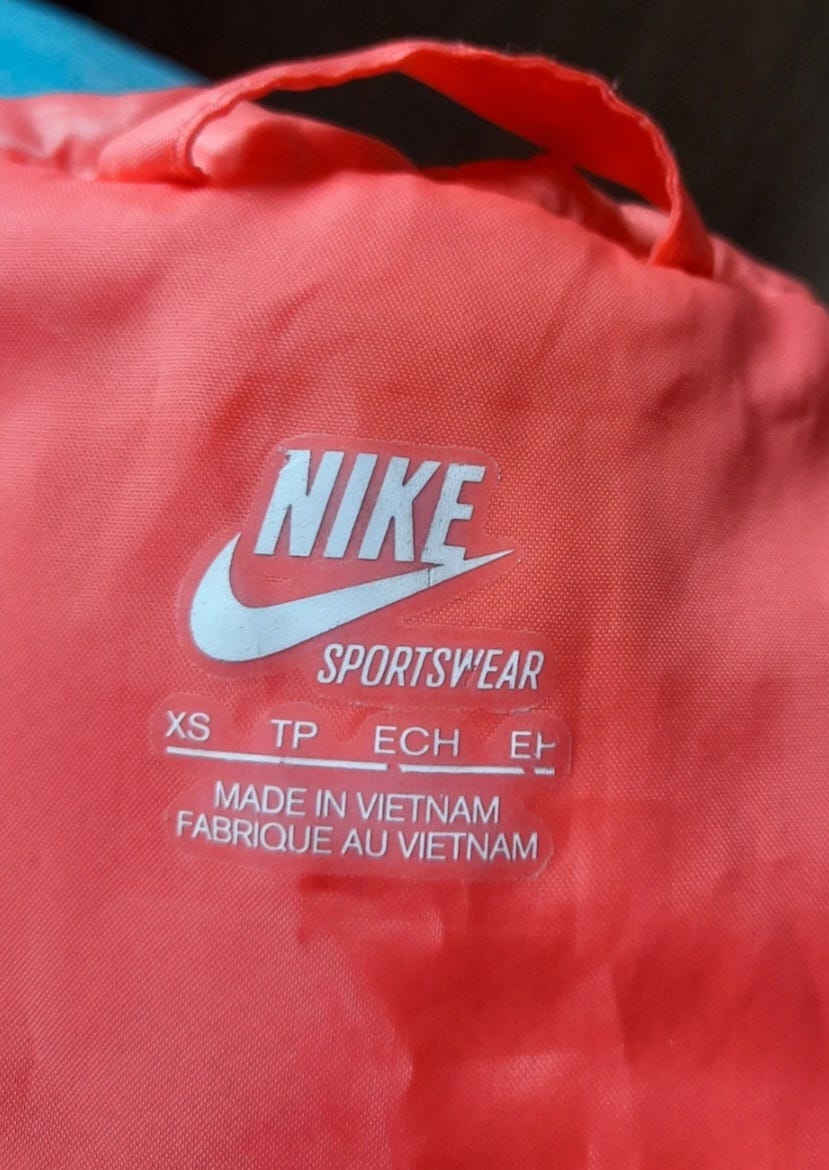 NIKE
SPORTSWEAR
XS TP ECH
MADE IN VIETNAM
FABRIQUE AU VIETNAM